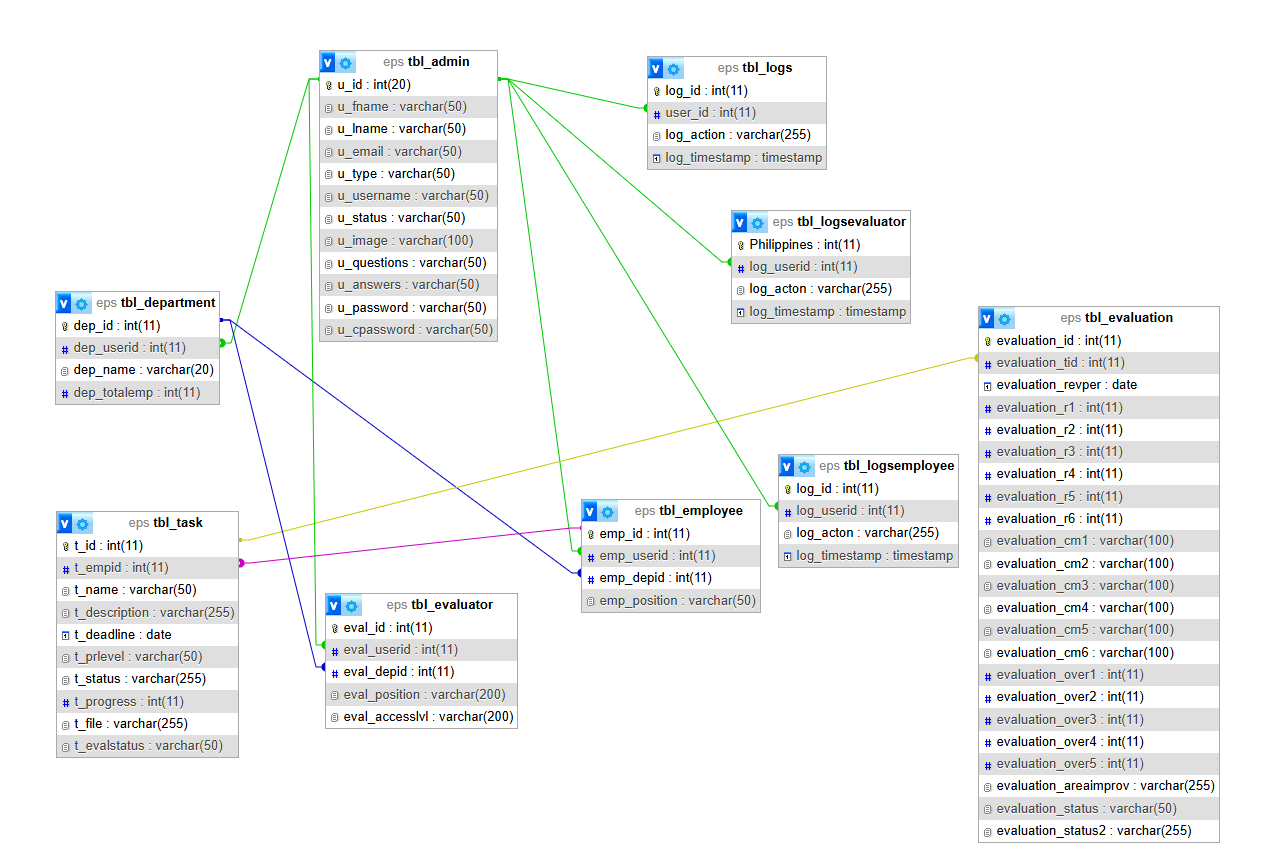 eps tbl_admin
u_id : int(20)
u_fname : varchar(50)
u_lname : varchar(50)
u_email : varchar(50)
u_type : varchar(50)
u_username : varchar(50)
u_status : varchar(50)
u_image : varchar(100)
u_questions : varchar(50)
u_answers : varchar(50)
u_password : varchar(50)
u_cpassword : varchar(50)
eps tbl_logs
log_id : int(11)
user_id : int(11)
log_action : varchar(255)
log_timestamp : timestamp
eps tbl_logsevaluator
Philippines : int(11)
log_userid : int(11)
log_acton : varchar(255)
log_timestamp : timestamp
eps tbl_department
dep_id : int(11)
dep_userid : int(11)
dep_name : varchar(20)
dep_totalemp : int(11)
eps tbl_evaluation
evaluation_id : int(11)
evaluation_tid : int(11)
evaluation_revper : date
evaluation_r1 : int(11)
evaluation_r2 : int(11)
evaluation_r3 : int(11)
evaluation_r4 : int(11)
evaluation_r5 : int(11)
evaluation_r6 : int(11)
evaluation_cm1 : varchar(100)
evaluation_cm2 : varchar(100)
evaluation_cm3 : varchar(100)
evaluation_cm4 : varchar(100)
evaluation_cm5 : varchar(100)
evaluation_cm6 : varchar(100)
evaluation_over1 : int(11)
evaluation_over2 : int(11)
evaluation_over3 : int(11)
evaluation_over4 : int(11)
evaluation_over5 : int(11)
evaluation_areaimprov : varchar(255)
evaluation_status : varchar(50)
evaluation_status2 : varchar(255)
eps tbl_logsemployee
log_id : int(11)
log_userid : int(11)
log_acton : varchar(255)
log_timestamp : timestamp
eps tbl_employee
emp_id : int(11)
emp_userid : int(11)
emp_depid : int(11)
emp_position : varchar(50)
eps tbl_task
t_id : int(11)
t_empid : int(11)
t_name : varchar(50)
t_description : varchar(255)
t_deadline : date
t_prlevel : varchar(50)
t_status : varchar(255)
t_progress : int(11)
t_file : varchar(255)
t_evalstatus : varchar(50)
eps tbl_evaluator
eval_id : int(11)
eval_userid : int(11)
eval_depid : int(11)
eval_position : varchar(200)
eval_accesslvl : varchar(200)